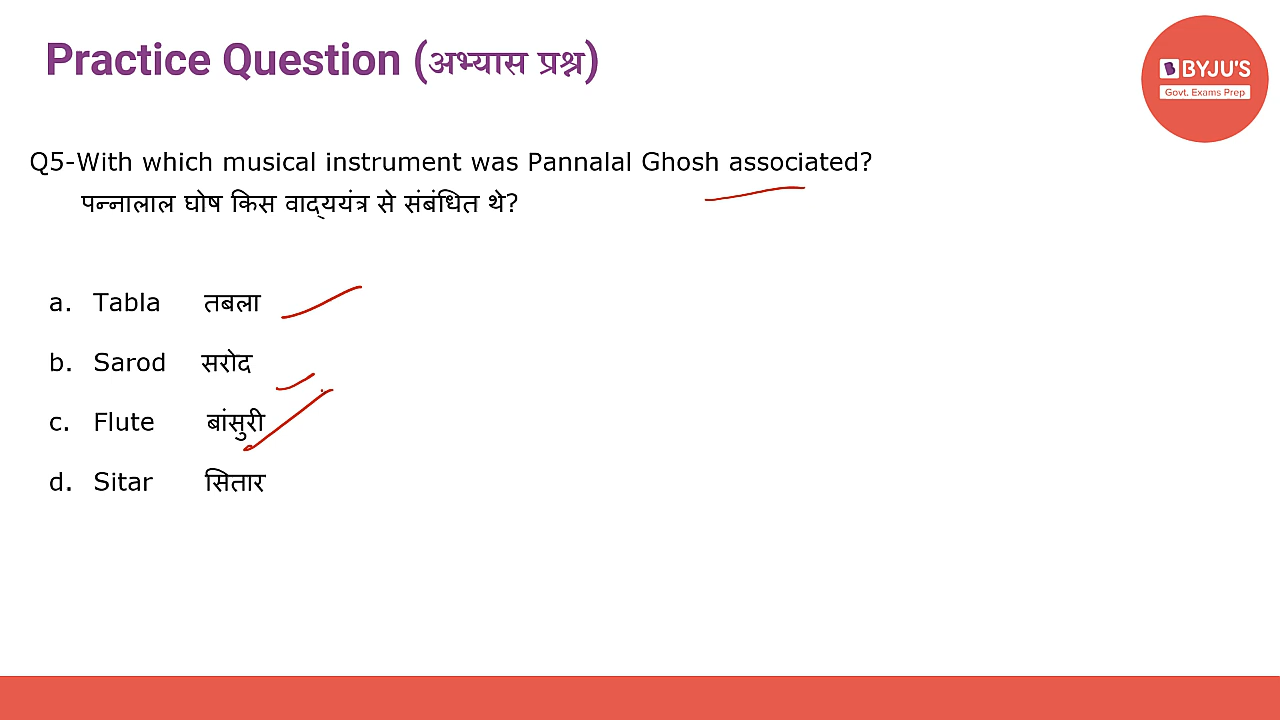 Practice Question (अभ्यास प्रश्न)
BYJU'S
Govt. Exams Prep
Q5-With which musical instrument was Pannalal Ghosh associated?
पन्नालाल घोष किस वाद्ययंत्र से संबंधित थे?
a. Tabla तबला
b. Sarod सरोद
c. Flute बांसुरी
d. Sitar सितार